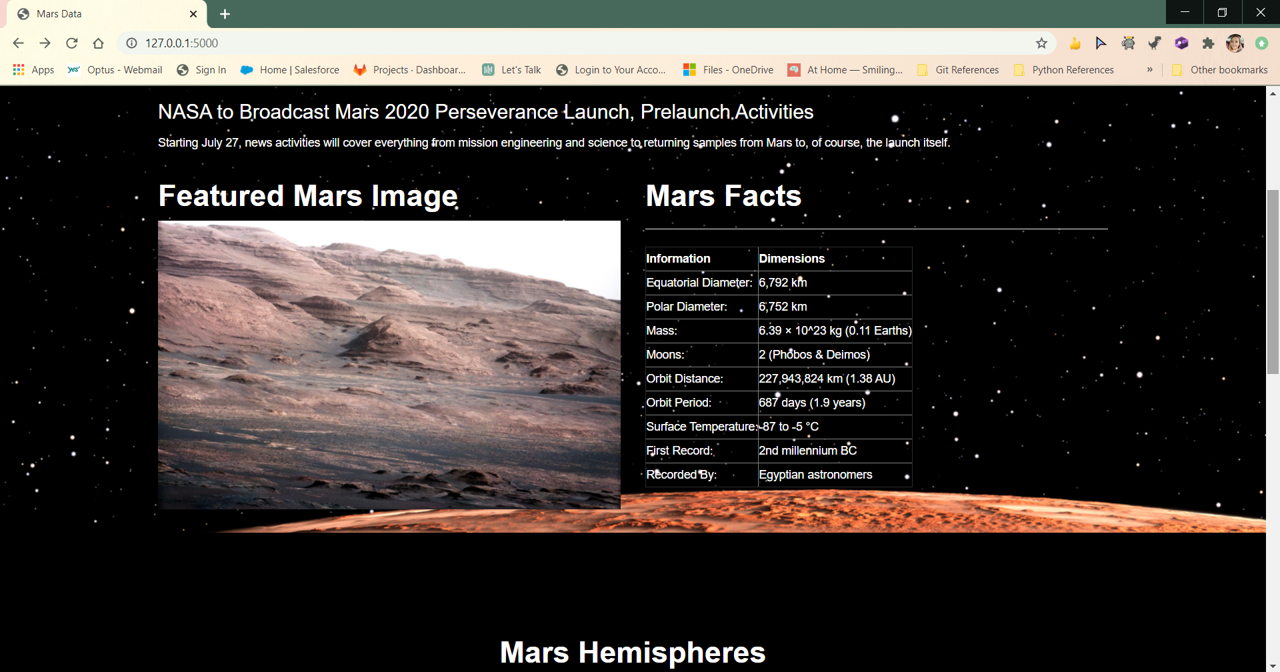 Mars Data
127.0.0.1:5000
Apps yes' Optus - Webmail Sign In Home | Salesforce Projects · Dashboar... Let's Talk Login to Your Acco... Files - OneDrive At Home — Smiling... Git References Python References » Other bookmarks
NASA to Broadcast Mars 2020 Perseverance Launch, Prelaunch Activities
Starting July 27, news activities will cover everything from mission engineering and science to returning samples from Mars to, of course, the launch itself.
Featured Mars Image
Mars Facts
Information Dimensions
Equatorial Diameter: 6,792 km
Polar Diameter: 6,752 km
Mass: 6.39 × 10^23 kg (0.11 Earths)
Moons: 2 (Phobos & Deimos)
Orbit Distance: 227,943,824 km (1.38 AU)
Orbit Period: 687 days (1.9 years)
Surface Temperature: -87 to -5 °C
First Record: 2nd millennium BC
Recorded By: Egyptian astronomers
Mars Hemispheres